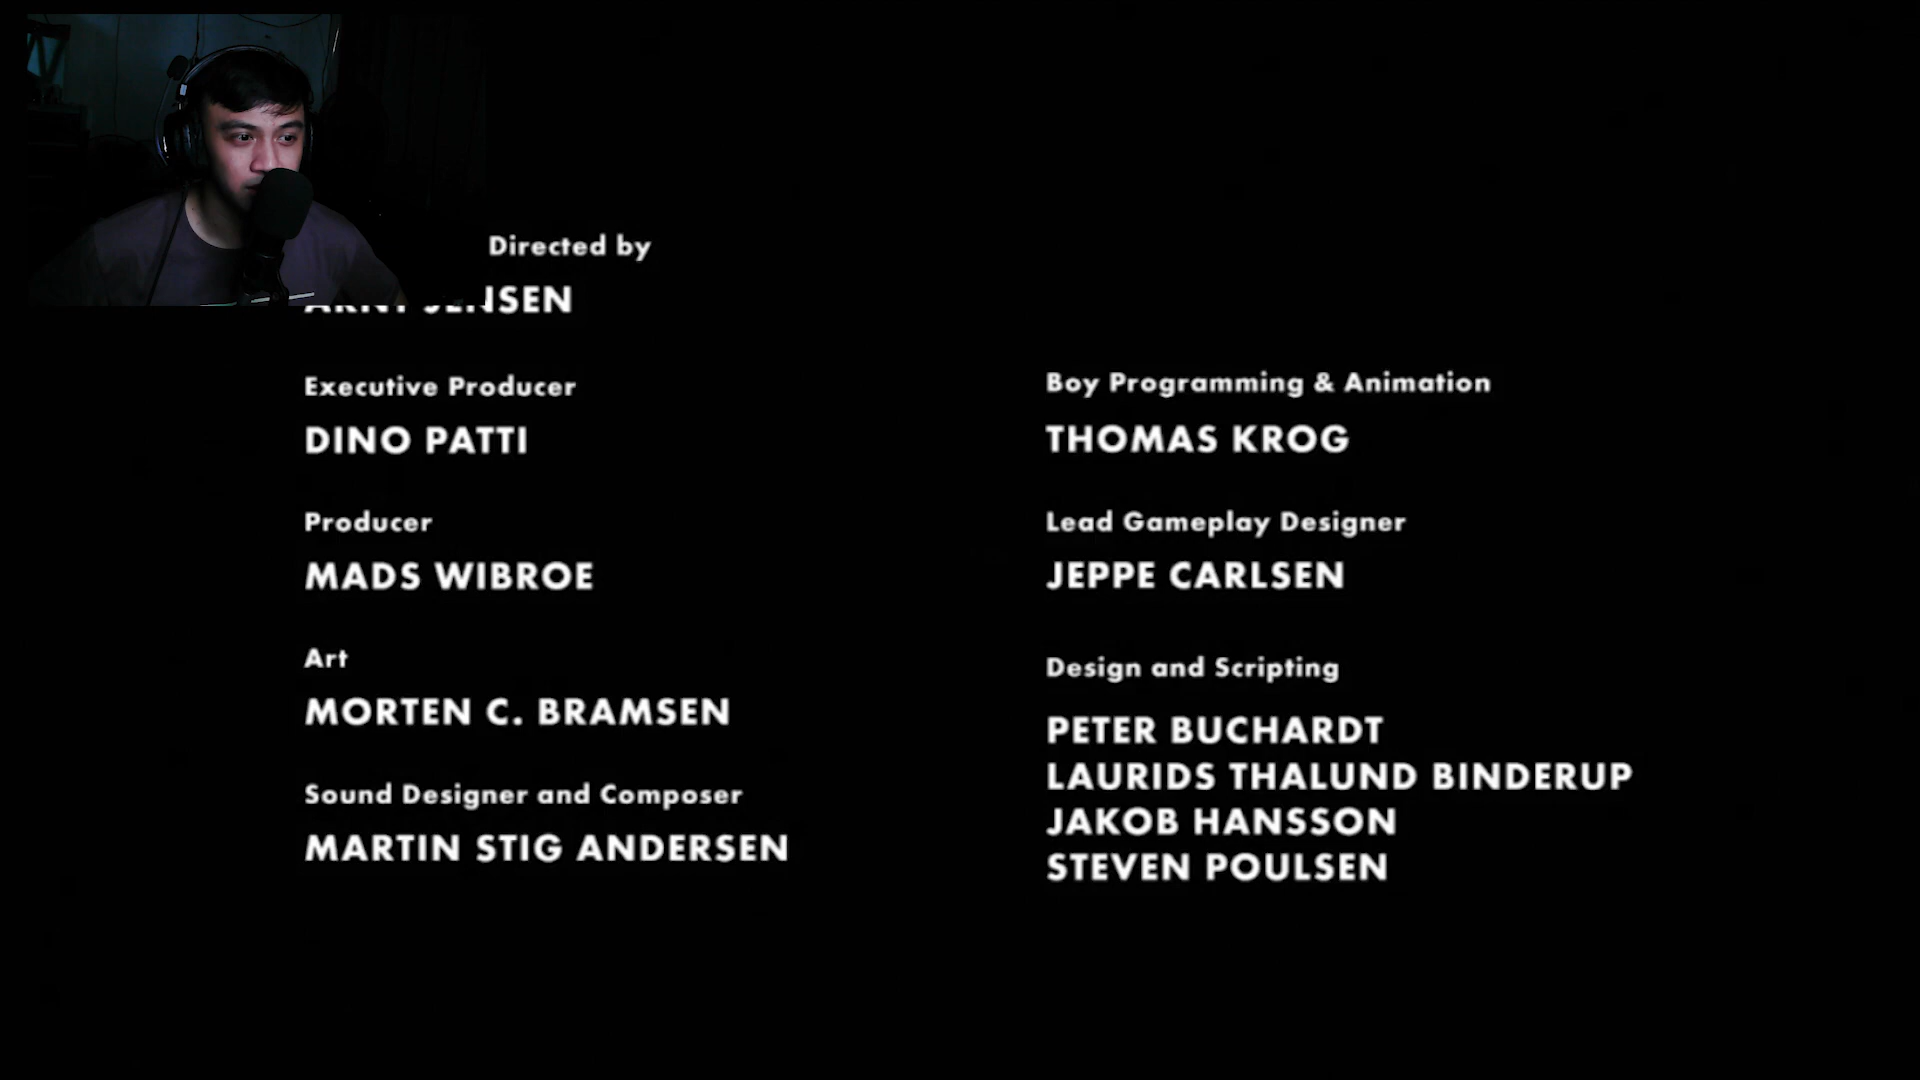 Directed by
JENSEN
Executive Producer
DINO PATTI
Producer
MADS WIBROE
Art
MORTEN C. BRAMSEN
Sound Designer and Composer
MARTIN STIG ANDERSEN
Boy Programming & Animation
THOMAS KROG
Lead Gameplay Designer
JEPPE CARLSEN
Design and Scripting
PETER BUCHARDT
LAURIDS THALUND BINDERUP
JAKOB HANSSON
STEVEN POULSEN